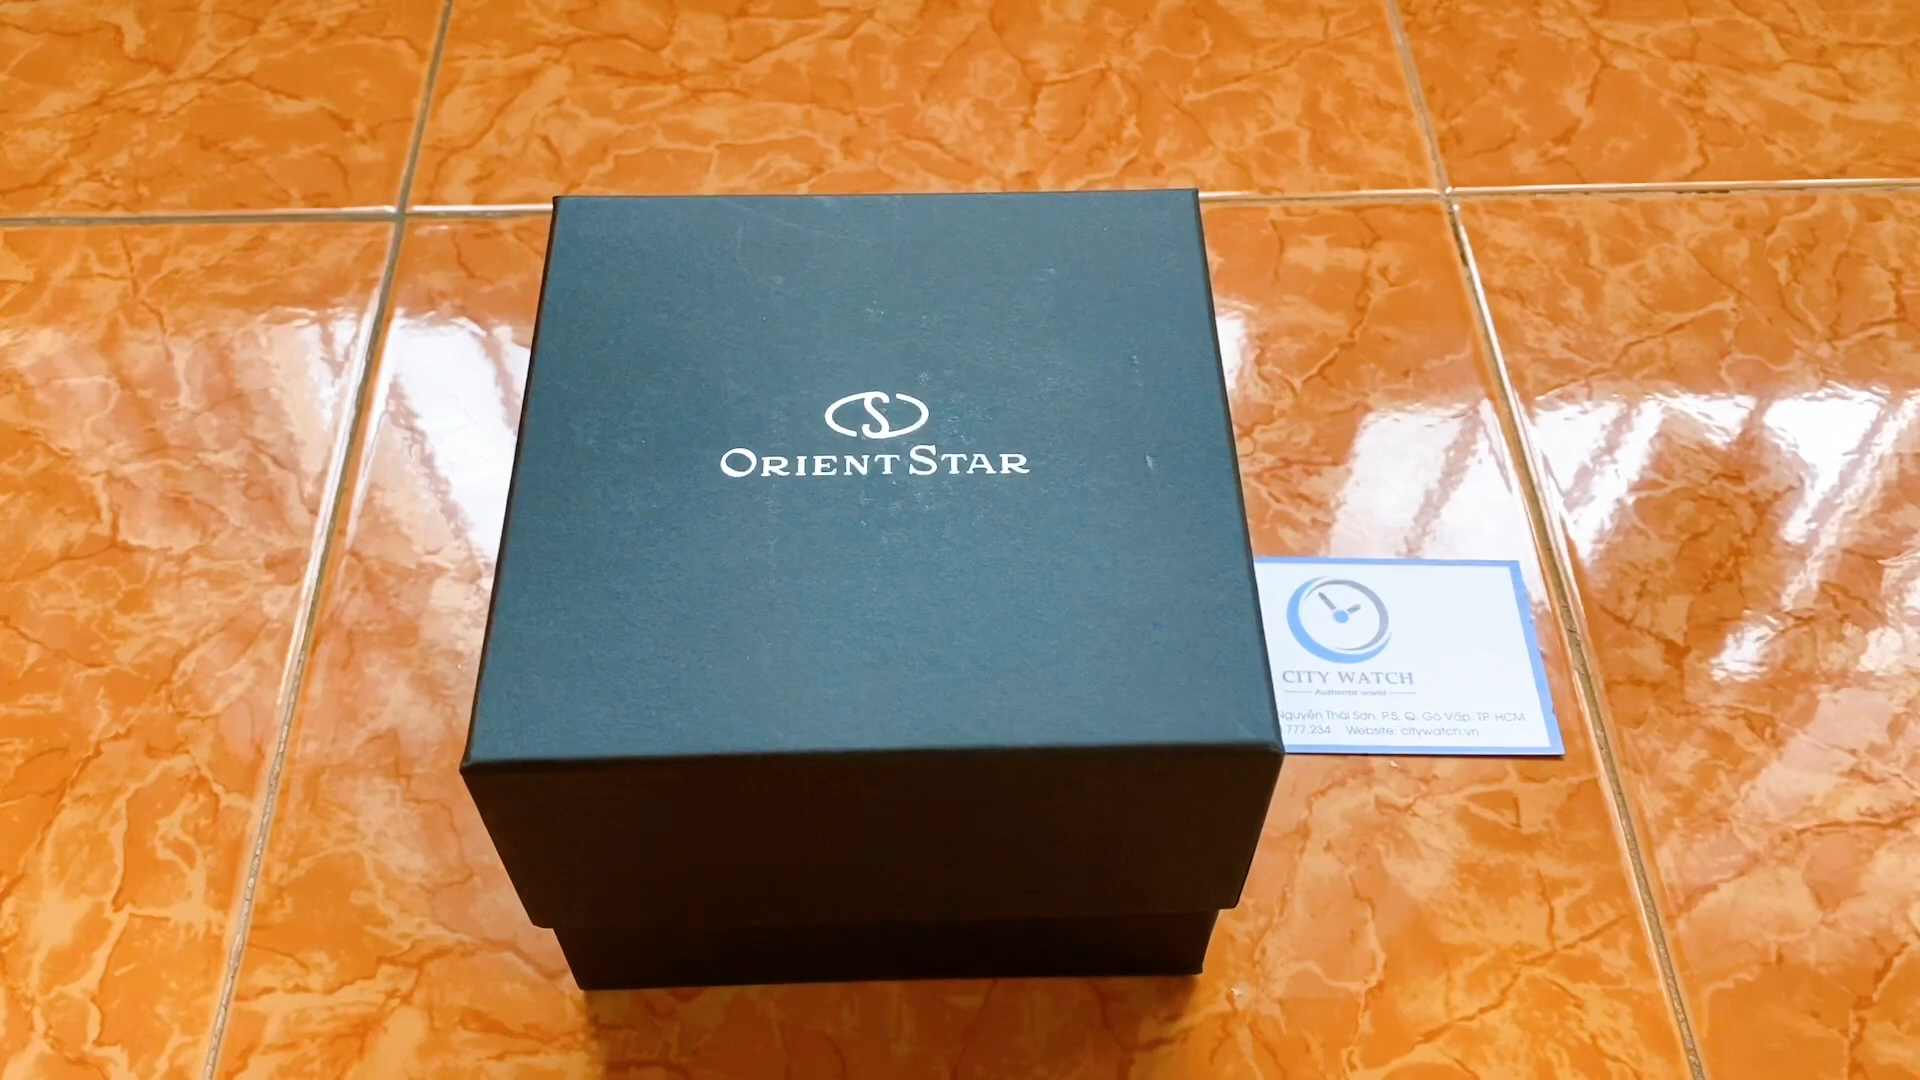 ORIENT STAR
CITY WATCH
Authentic world
Nguyễn Thái Sơn, P.5, Q. Gò Vấp, TP HCM
777.234 Website: citywatch.vn